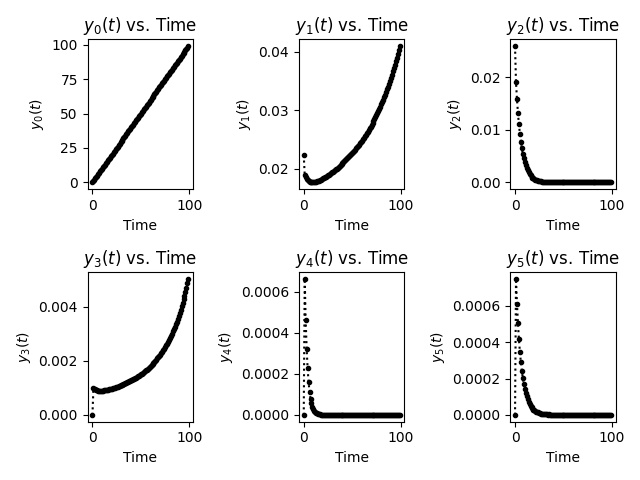 y₀(t) vs. Time
y₁(t) vs. Time
y₂(t) vs. Time
100
75
50
25
0
y₀(t)
0
100
Time
0.04
0.03
0.02
y₁(t)
0
100
Time
0.02
0.01
0.00
y₂(t)
0
100
Time
y₃(t) vs. Time
y₄(t) vs. Time
y₅(t) vs. Time
0.004
0.002
0.000
y₃(t)
0
100
Time
0.0006
0.0004
0.0002
0.0000
y₄(t)
0
100
Time
0.0006
0.0004
0.0002
0.0000
y₅(t)
0
100
Time